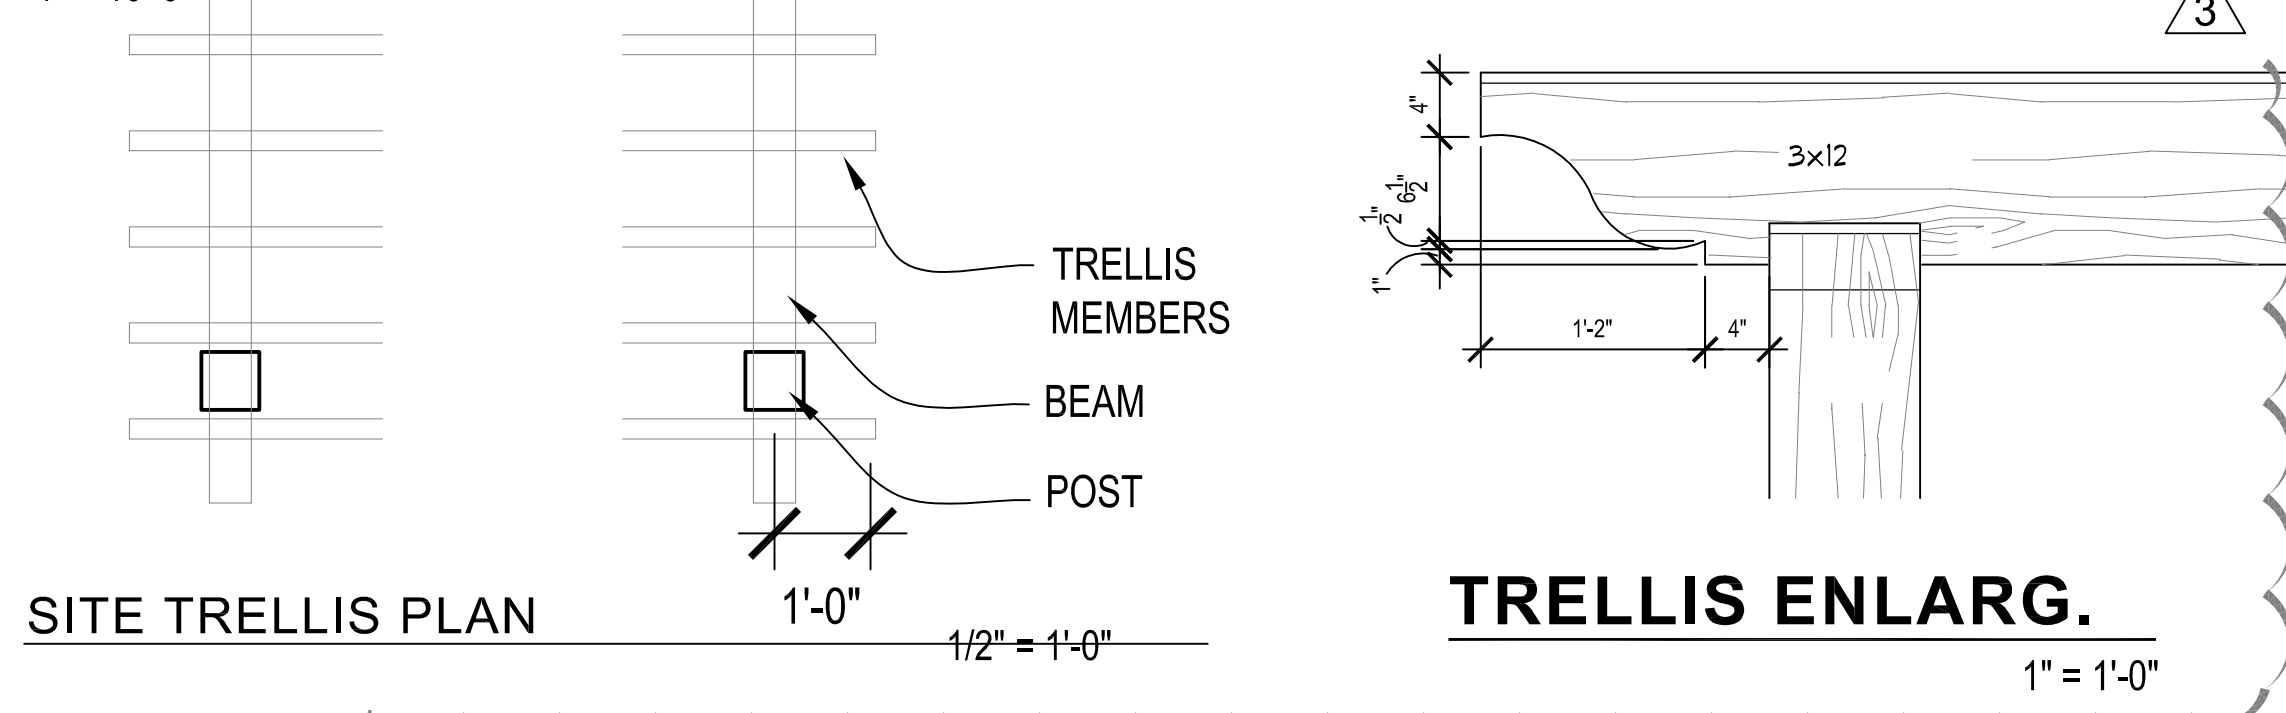 TRELLIS
MEMBERS
BEAM
POST
1'-0"
SITE TRELLIS PLAN
1/2" = 1'-0"
3
4"
6 1/2"
1/2"
1"
3x12
1'-2"
4"
TRELLIS ENLARG.
1" = 1'-0"